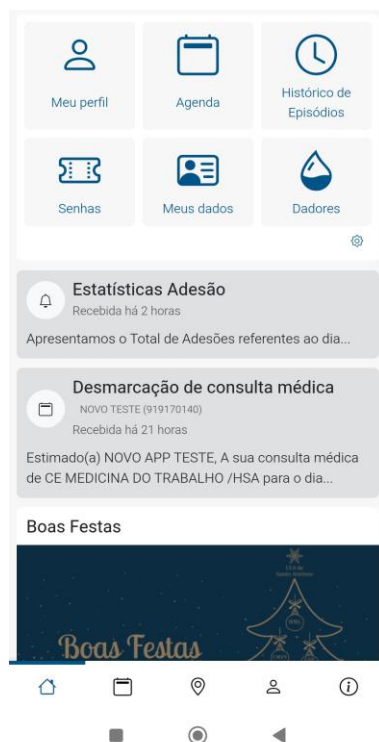 Meu perfil
Agenda
Histórico de
Episódios
Senhas
Meus dados
Dadores
Estatísticas Adesão
Recebida há 2 horas
Apresentamos o Total de Adesões referentes ao dia...
Desmarcação de consulta médica
NOVO TESTE (919170140)
Recebida há 21 horas
Estimado(a) NOVO APP TESTE, A sua consulta médica
de CE MEDICINA DO TRABALHO /HSA para o dia...
Boas Festas
Boas Festas